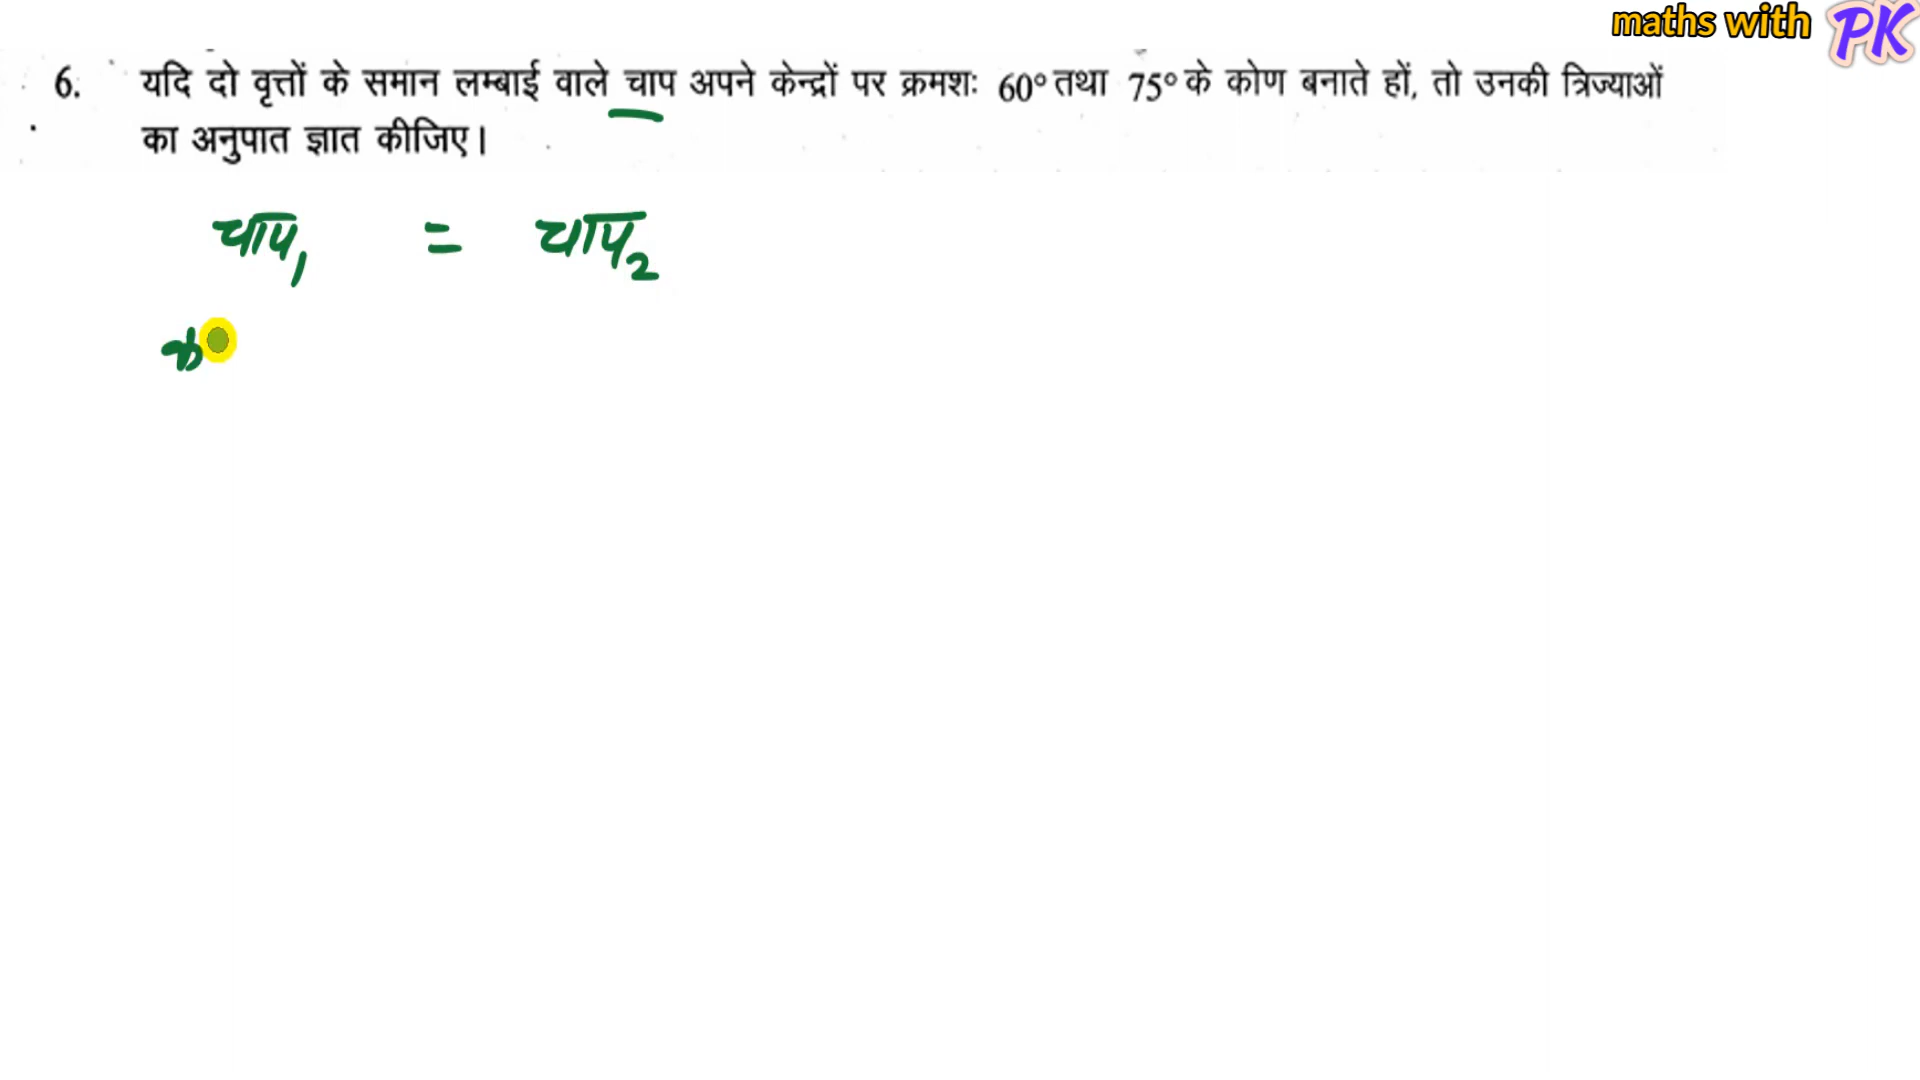 maths with PK
6. यदि दो वृत्तों के समान लम्बाई वाले चाप अपने केन्द्रों पर क्रमशः 60° तथा 75° के कोण बनाते हों, तो उनकी त्रिज्याओं
का अनुपात ज्ञात कीजिए।
चाप₁ = चाप₂